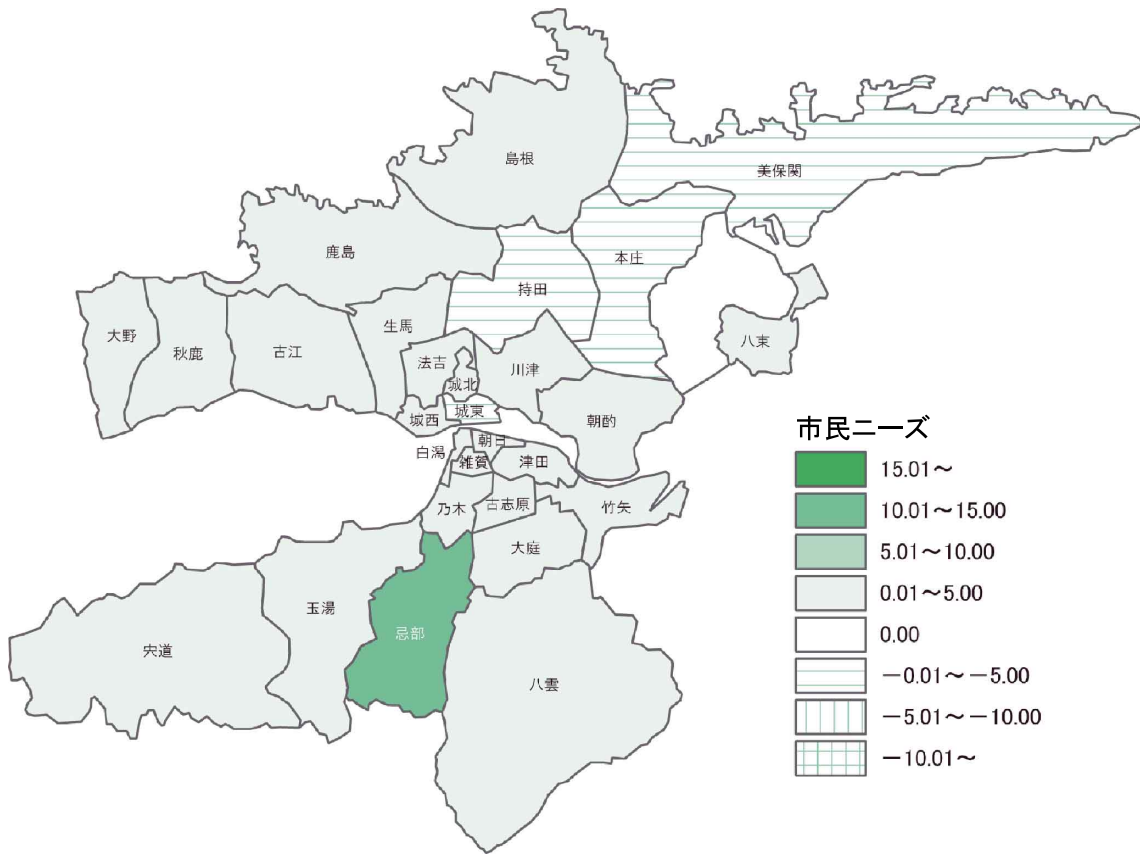 島根
美保関
鹿島
本庄
持田
大野
秋鹿
古江
生馬
八束
法吉
川津
城北
城西
城東
朝酌
白潟
朝日
雑賀
津田
乃木
古志原
竹矢
大庭
玉湯
忌部
宍道
八雲
市民ニーズ
15.01～
10.01～15.00
5.01～10.00
0.01～5.00
0.00
－0.01～－5.00
－5.01～－10.00
－10.01～